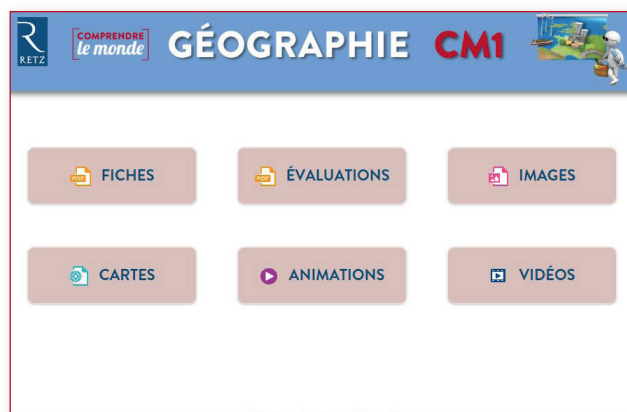 RETZ
COMPRENDRE
le monde
GÉOGRAPHIE CM1
PDF FICHES
PDF ÉVALUATIONS
IMAGES
CARTES
ANIMATIONS
VIDÉOS